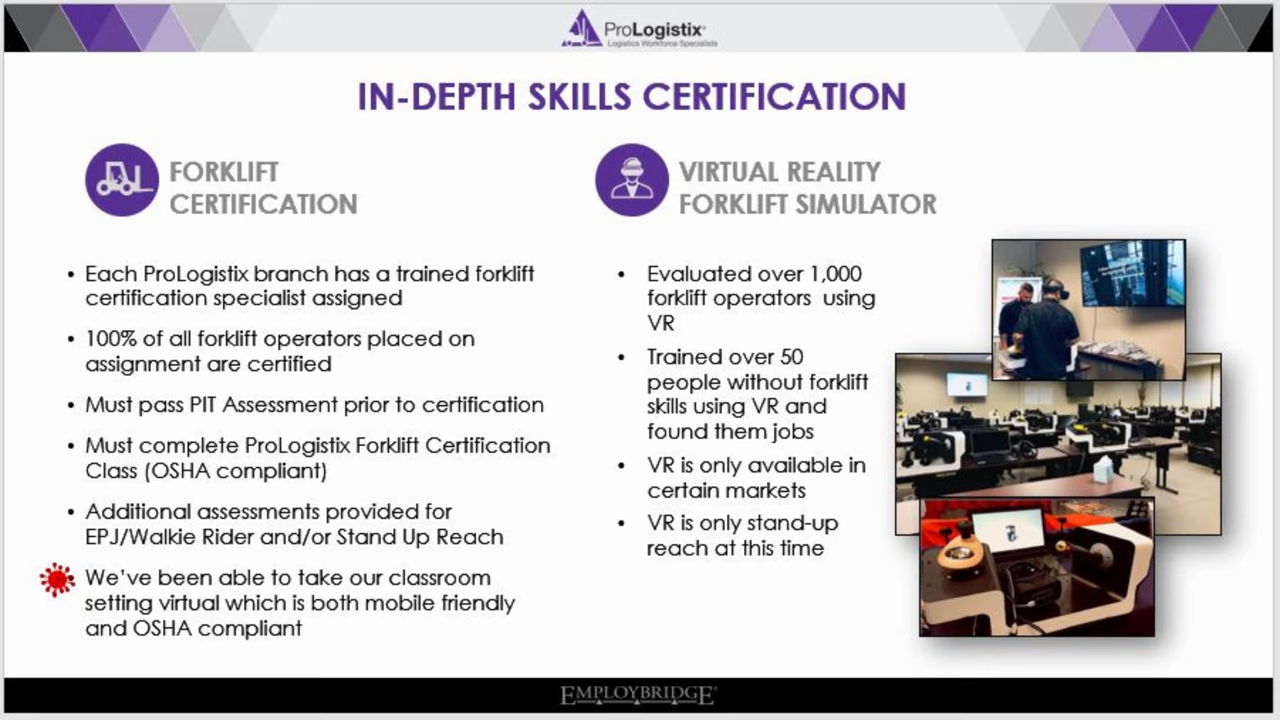 ProLogistix
Logistics Workforce Specialists
IN-DEPTH SKILLS CERTIFICATION
FORKLIFT
CERTIFICATION
• Each ProLogistix branch has a trained forklift
certification specialist assigned
• 100% of all forklift operators placed on
assignment are certified
• Must pass PIT Assessment prior to certification
• Must complete ProLogistix Forklift Certification
Class (OSHA compliant)
• Additional assessments provided for
EPJ/Walkie Rider and/or Stand Up Reach
We've been able to take our classroom
setting virtual which is both mobile friendly
and OSHA compliant
VIRTUAL REALITY
FORKLIFT SIMULATOR
• Evaluated over 1,000
forklift operators using
VR
• Trained over 50
people without forklift
skills using VR and
found them jobs
• VR is only available in
certain markets
• VR is only stand-up
reach at this time
EMPLOYBRIDGE